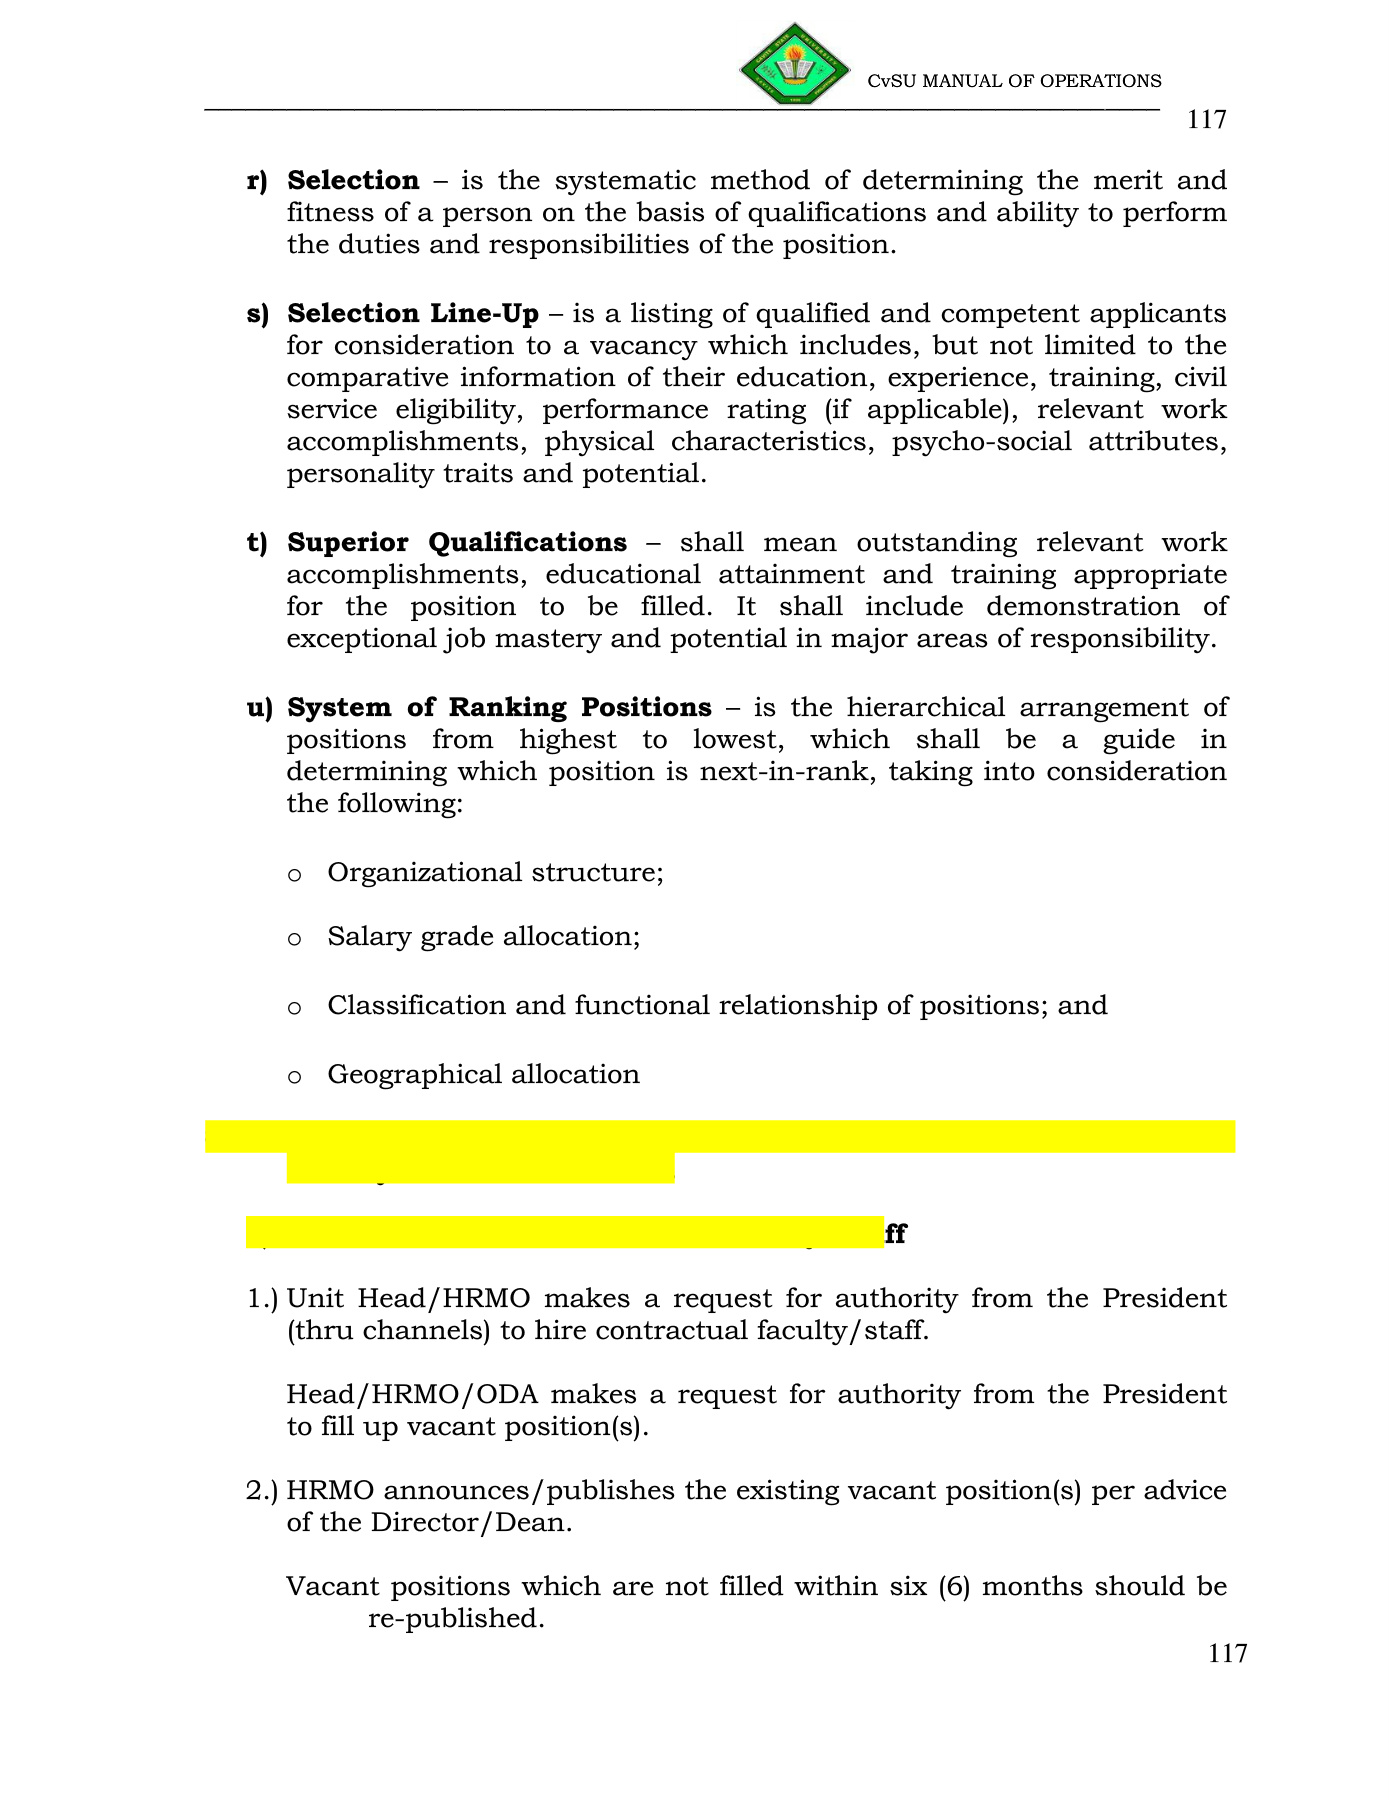 CvSU MANUAL OF OPERATIONS
117
r) Selection – is the systematic method of determining the merit and
fitness of a person on the basis of qualifications and ability to perform
the duties and responsibilities of the position.
s) Selection Line-Up – is a listing of qualified and competent applicants
for consideration to a vacancy which includes, but not limited to the
comparative information of their education, experience, training, civil
service eligibility, performance rating (if applicable), relevant work
accomplishments, physical characteristics, psycho-social attributes,
personality traits and potential.
t) Superior Qualifications – shall mean outstanding relevant work
accomplishments, educational attainment and training appropriate
for the position to be filled. It shall include demonstration of
exceptional job mastery and potential in major areas of responsibility.
u) System of Ranking Positions – is the hierarchical arrangement of
positions from highest to lowest, which shall be a guide in
determining which position is next-in-rank, taking into consideration
the following:
o Organizational structure;
o Salary grade allocation;
o Classification and functional relationship of positions; and
o Geographical allocation
ff
1.) Unit Head/HRMO makes a request for authority from the President
(thru channels) to hire contractual faculty/staff.
Head/HRMO/ODA makes a request for authority from the President
to fill up vacant position(s).
2.) HRMO announces/publishes the existing vacant position(s) per advice
of the Director/Dean.
Vacant positions which are not filled within six (6) months should be
re-published.
117